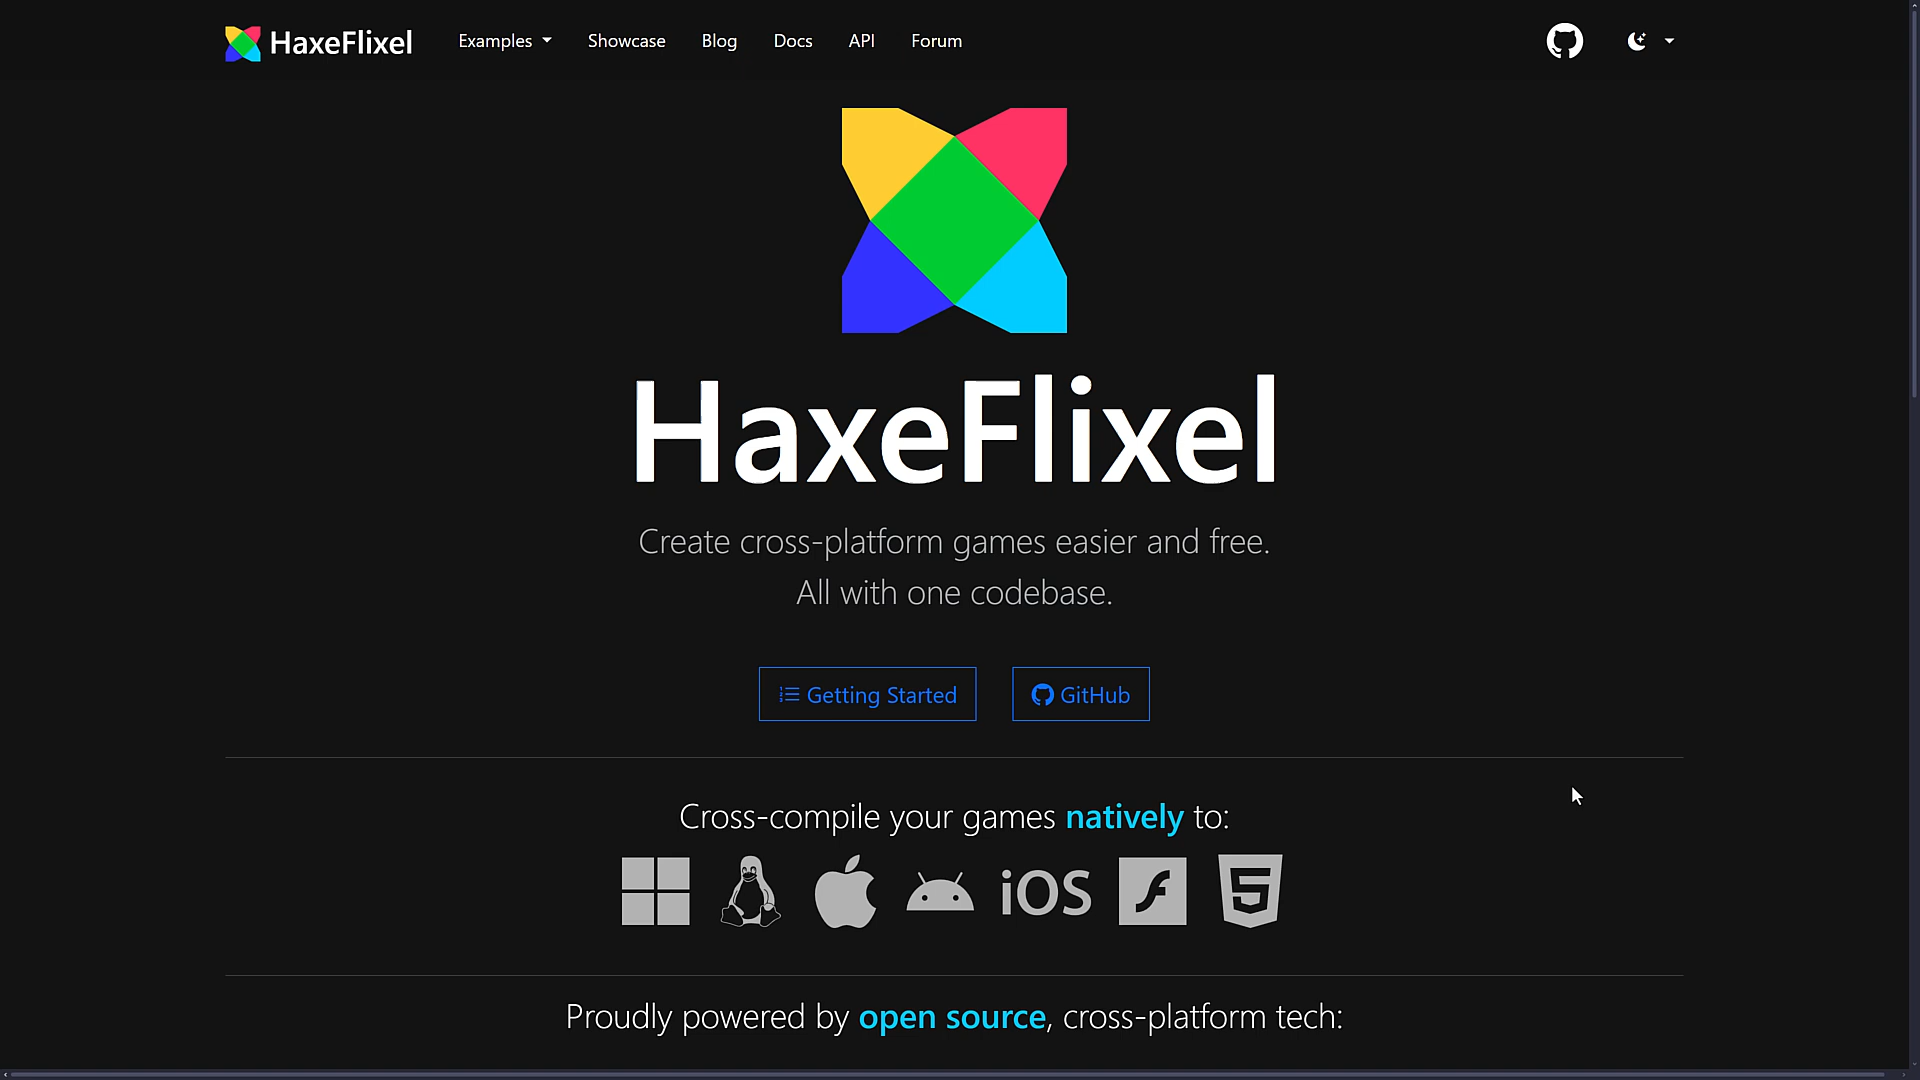 HaxeFlixel
Examples
Showcase
Blog
Docs
API
Forum
HaxeFlixel
Create cross-platform games easier and free.
All with one codebase.
Getting Started
GitHub
Cross-compile your games natively to:
iOS
Proudly powered by open source, cross-platform tech: